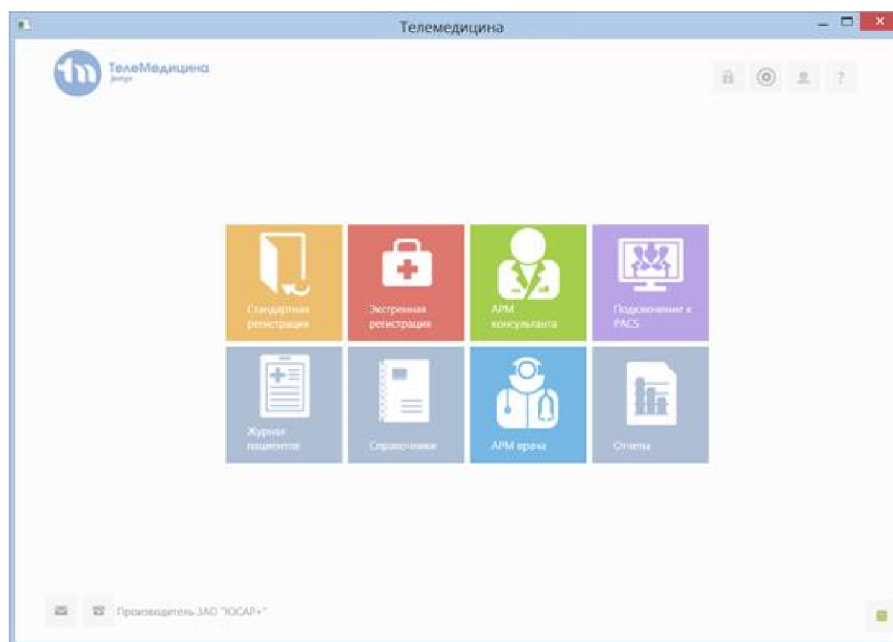 Телемедицина
ТелеМедицина
?
Стандартная
регистрация
Экстренная
регистрация
АРМ
консультанта
Подключение к
PACS
Журнал
пациентов
Справочники
АРМ врача
Отчеты
Производитель ЗАО "ЮСАР+"